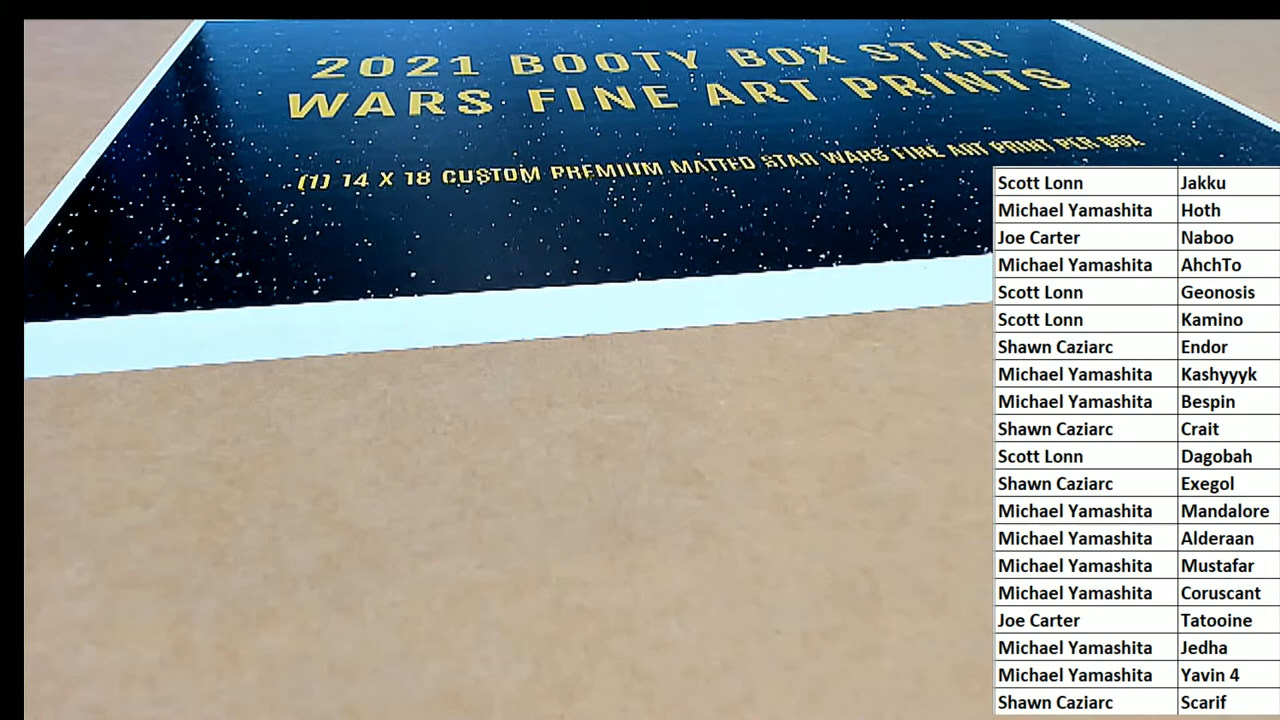 2021 BOOTY BOX STAR
WARS FINE ART PRINTS
(1) 14 X 18 CUSTOM PREMIUM MATTED STAR WARS FINE ART PRINT PER BOX
Scott Lonn Jakku
Michael Yamashita Hoth
Joe Carter Naboo
Michael Yamashita AhchTo
Scott Lonn Geonosis
Scott Lonn Kamino
Shawn Caziarc Endor
Michael Yamashita Kashyyyk
Michael Yamashita Bespin
Shawn Caziarc Crait
Scott Lonn Dagobah
Shawn Caziarc Exegol
Michael Yamashita Mandalore
Michael Yamashita Alderaan
Michael Yamashita Mustafar
Michael Yamashita Coruscant
Joe Carter Tatooine
Michael Yamashita Jedha
Michael Yamashita Yavin 4
Shawn Caziarc Scarif